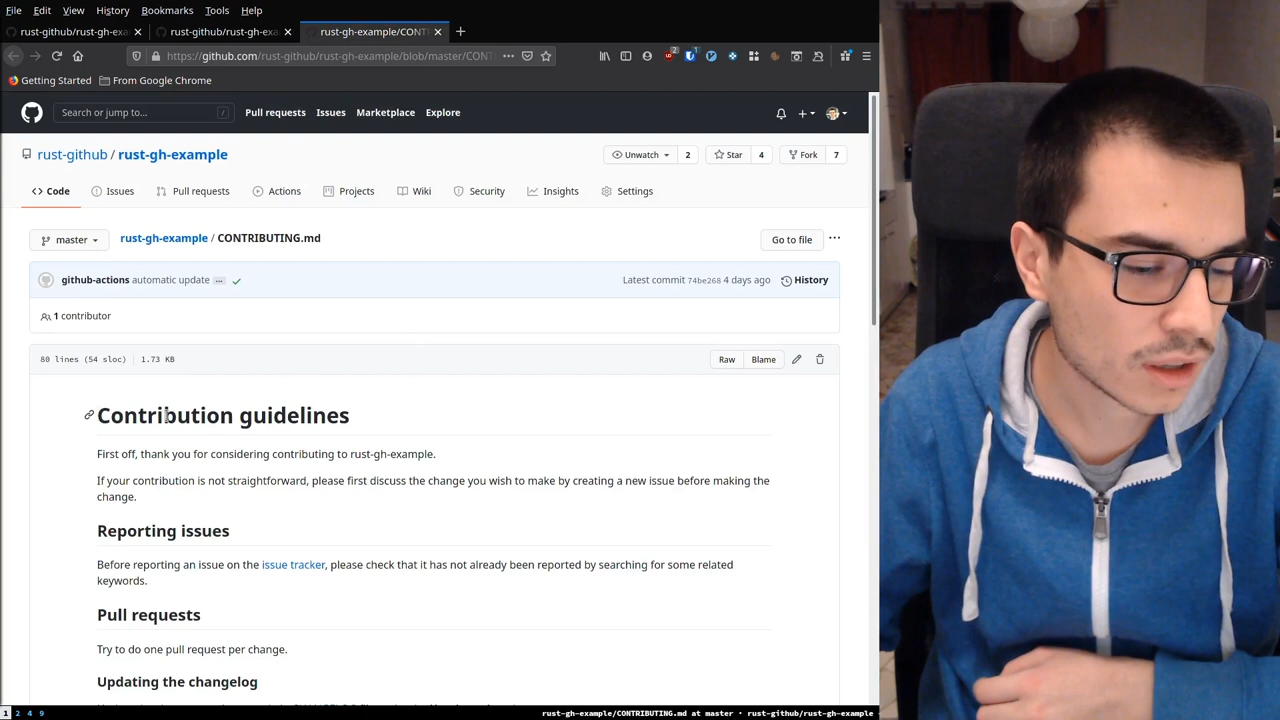 File Edit View History Bookmarks Tools Help
rust-github/rust-gh-exa rust-github/rust-gh-exa rust-gh-example/CONT
https://github.com/rust-github/rust-gh-example/blob/master/CONT
Getting Started From Google Chrome
Search or jump to... / Pull requests Issues Marketplace Explore
rust-github / rust-gh-example Unwatch 2 Star 4 Fork 7
<> Code Issues Pull requests Actions Projects Wiki Security Insights Settings
master rust-gh-example / CONTRIBUTING.md Go to file ...
github-actions automatic update ... Latest commit 74be268 4 days ago History
1 contributor
80 lines (54 sloc) 1.73 KB Raw Blame
Contribution guidelines
First off, thank you for considering contributing to rust-gh-example.
If your contribution is not straightforward, please first discuss the change you wish to make by creating a new issue before making the
change.
Reporting issues
Before reporting an issue on the issue tracker, please check that it has not already been reported by searching for some related
keywords.
Pull requests
Try to do one pull request per change.
Updating the changelog
1 2 4 9 rust-gh-example/CONTRIBUTING.md at master · rust-github/rust-gh-example